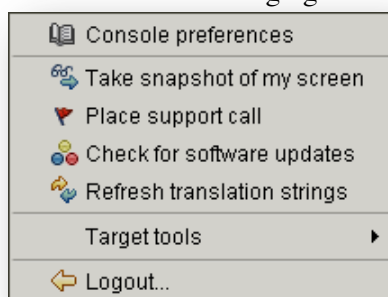 Console preferences
Take snapshot of my screen
Place support call
Check for software updates
Refresh translation strings
Target tools
Logout...